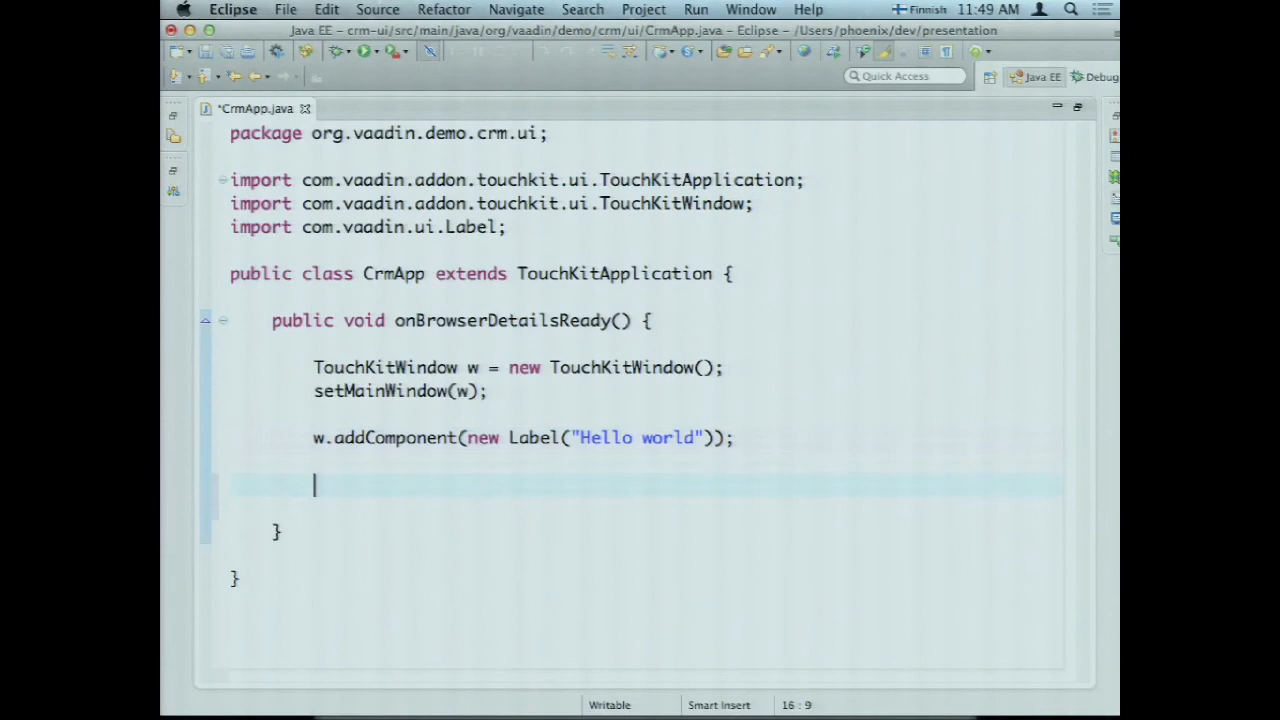 Eclipse File Edit Source Refactor Navigate Search Project Run Window Help Finnish 11:49 AM
Java EE - crm-ui/src/main/java/org/vaadin/demo/crm/ui/CrmApp.java - Eclipse - /Users/phoenix/dev/presentation
Quick Access Java EE Debug
*CrmApp.java
package org.vaadin.demo.crm.ui;
import com.vaadin.addon.touchkit.ui.TouchKitApplication;
import com.vaadin.addon.touchkit.ui.TouchKitWindow;
import com.vaadin.ui.Label;
public class CrmApp extends TouchKitApplication {
public void onBrowserDetailsReady() {
TouchKitWindow w = new TouchKitWindow();
setMainWindow(w);
w.addComponent(new Label("Hello world"));
}
}
Writable Smart Insert 16 : 9